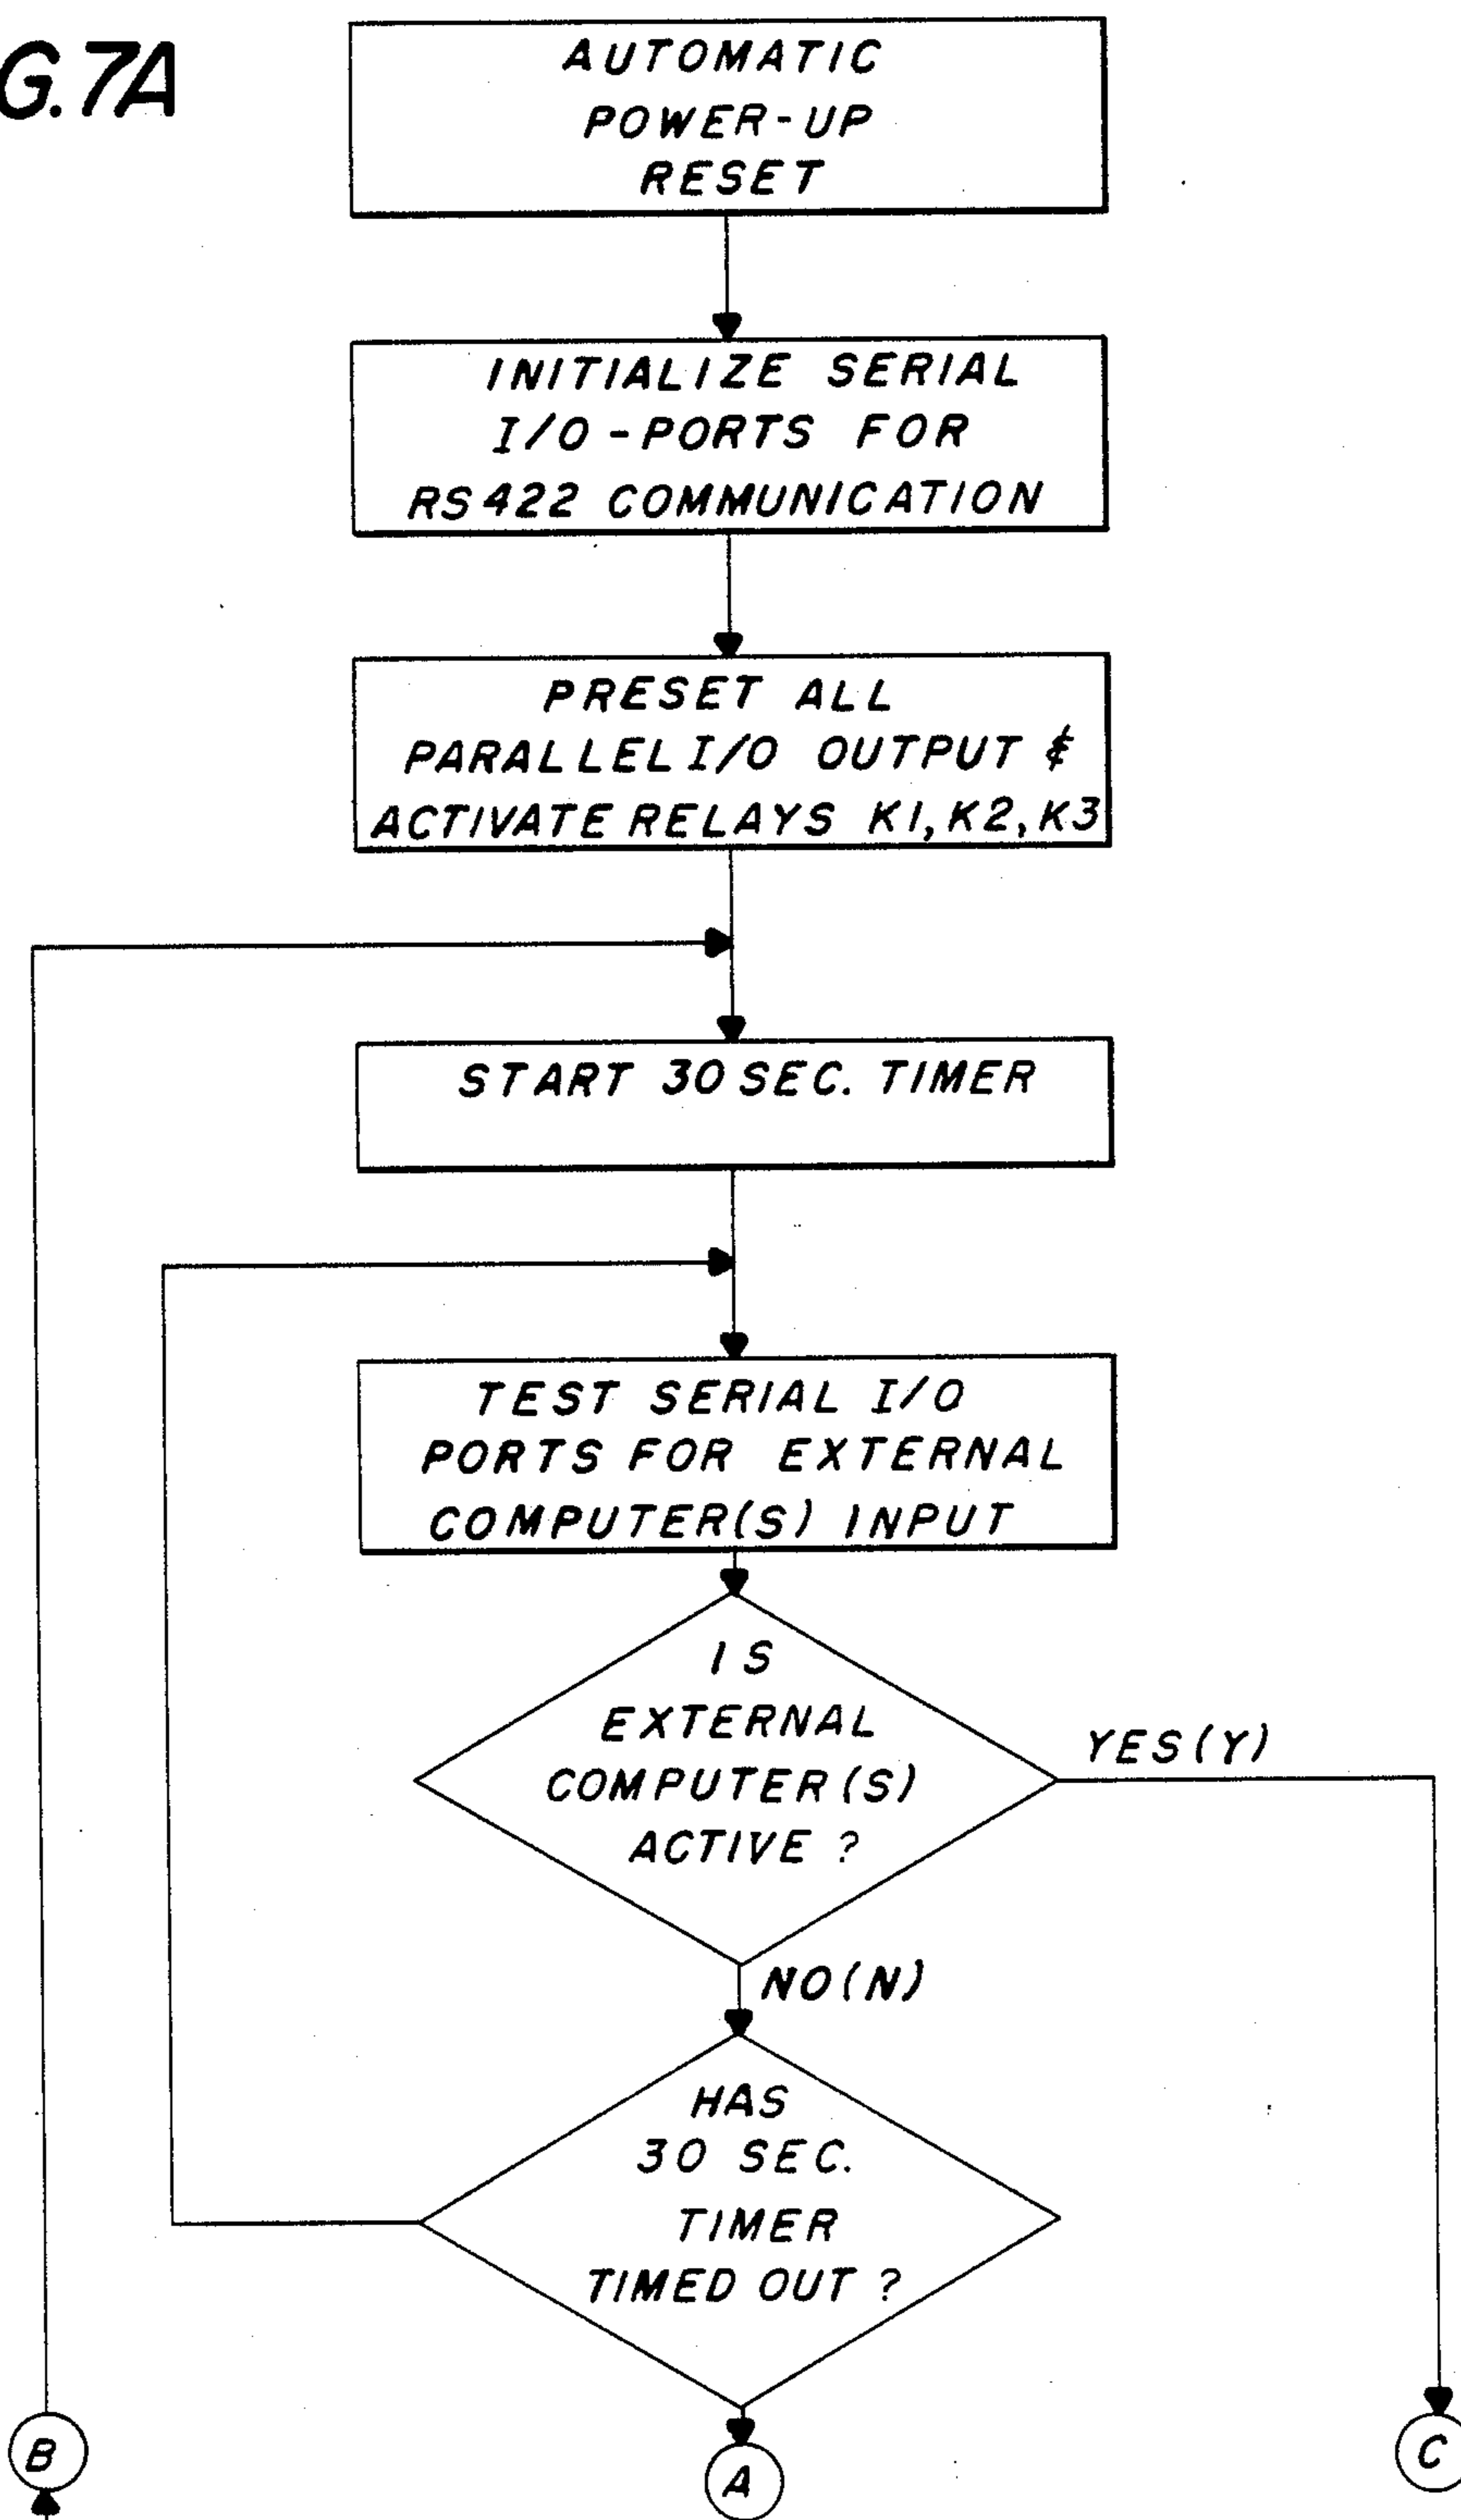 G.7A
AUTOMATIC
POWER-UP
RESET
INITIALIZE SERIAL
I/O-PORTS FOR
RS422 COMMUNICATION
PRESET ALL
PARALLEL I/O OUTPUT &
ACTIVATE RELAYS K1, K2, K3
START 30 SEC. TIMER
TEST SERIAL I/O
PORTS FOR EXTERNAL
COMPUTER(S) INPUT
IS
EXTERNAL
COMPUTER(S)
ACTIVE ?
YES(Y)
NO(N)
HAS
30 SEC.
TIMER
TIMED OUT ?
B
A
C